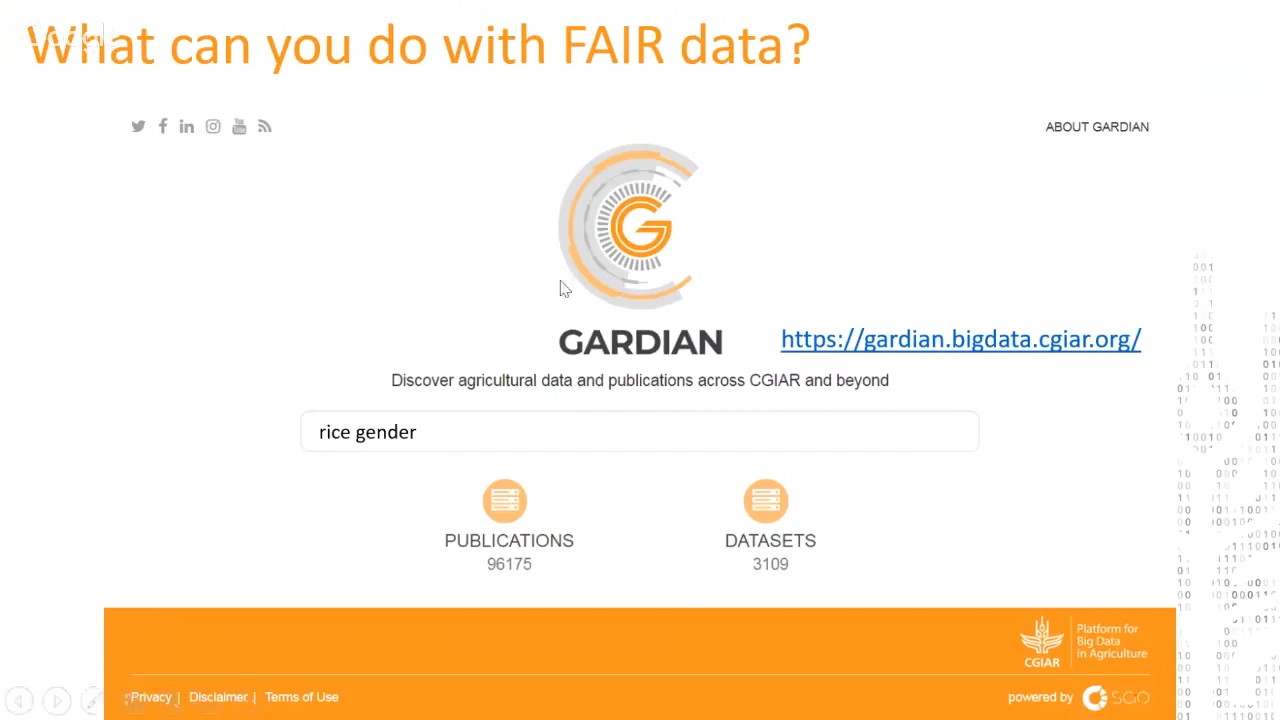 What can you do with FAIR data?
ABOUT GARDIAN
GARDIAN
https://gardian.bigdata.cgiar.org/
Discover agricultural data and publications across CGIAR and beyond
rice gender
PUBLICATIONS
DATASETS
96175
3109
CGIAR
Platform for
Big Data
in Agriculture
Privacy | Disclaimer | Terms of Use
powered by SGO